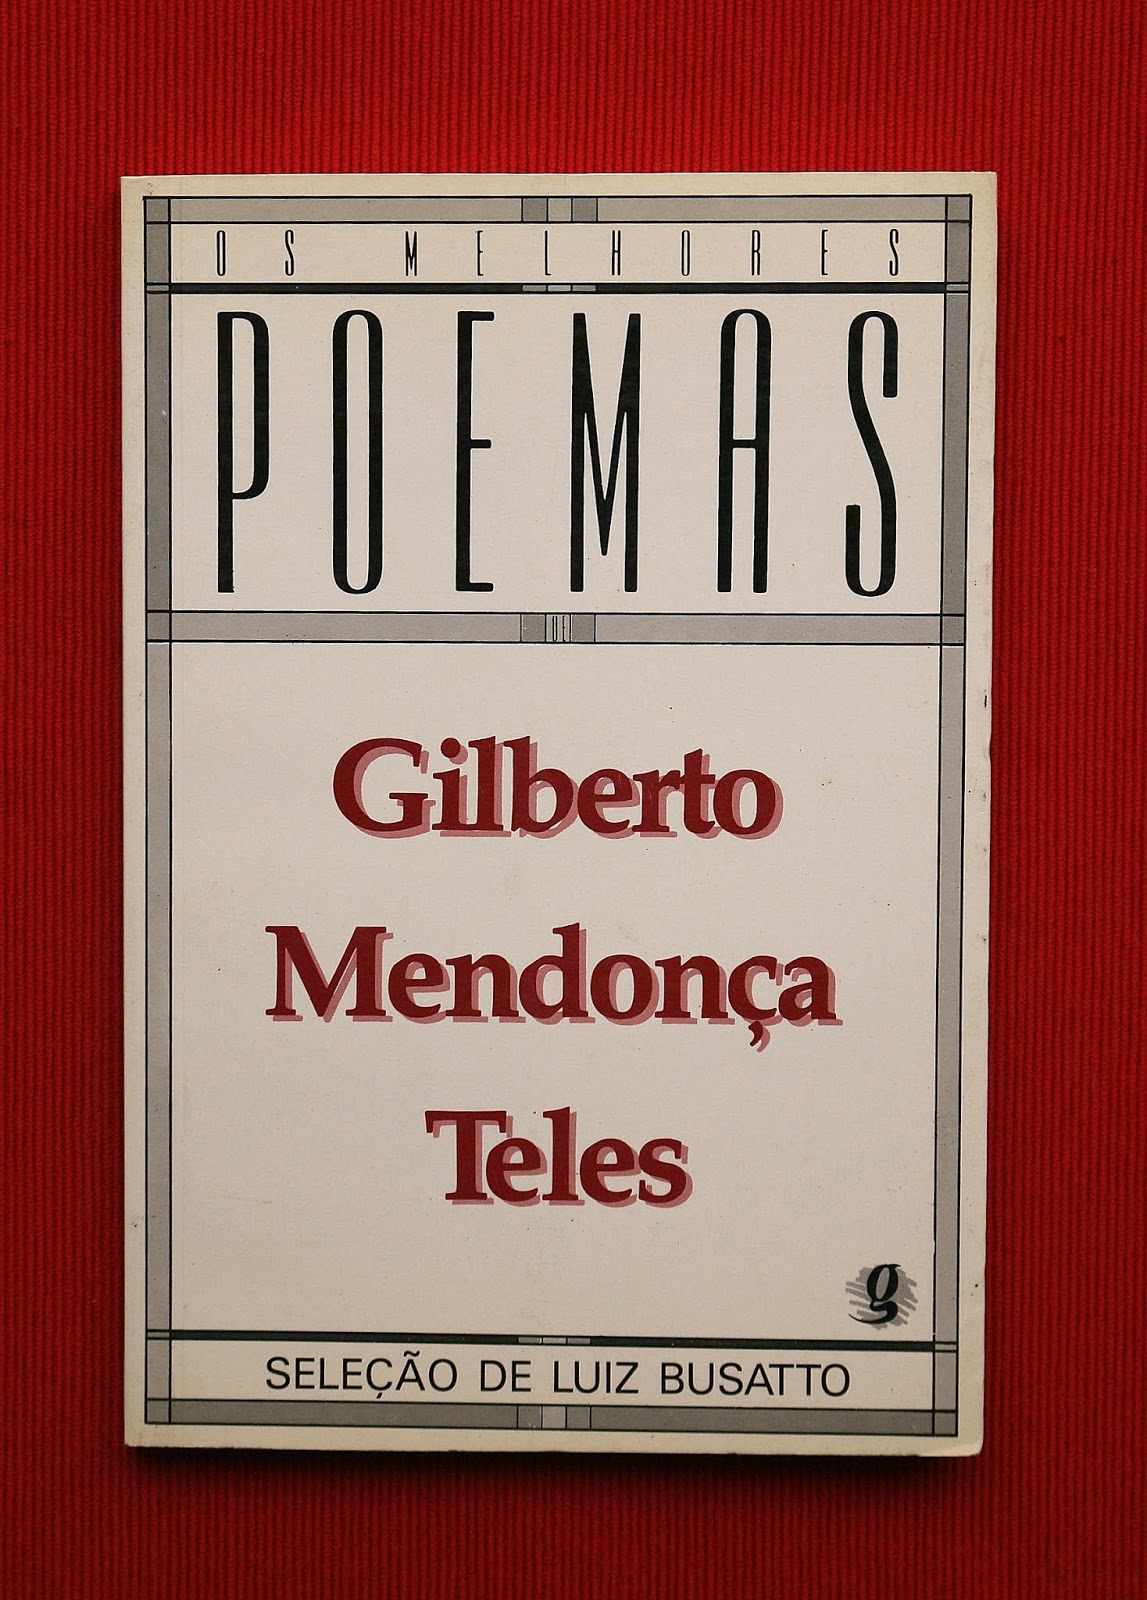 OS MELHORES
POEMAS
DE
Gilberto
Mendonça
Teles
g
SELEÇÃO DE LUIZ BUSATTO